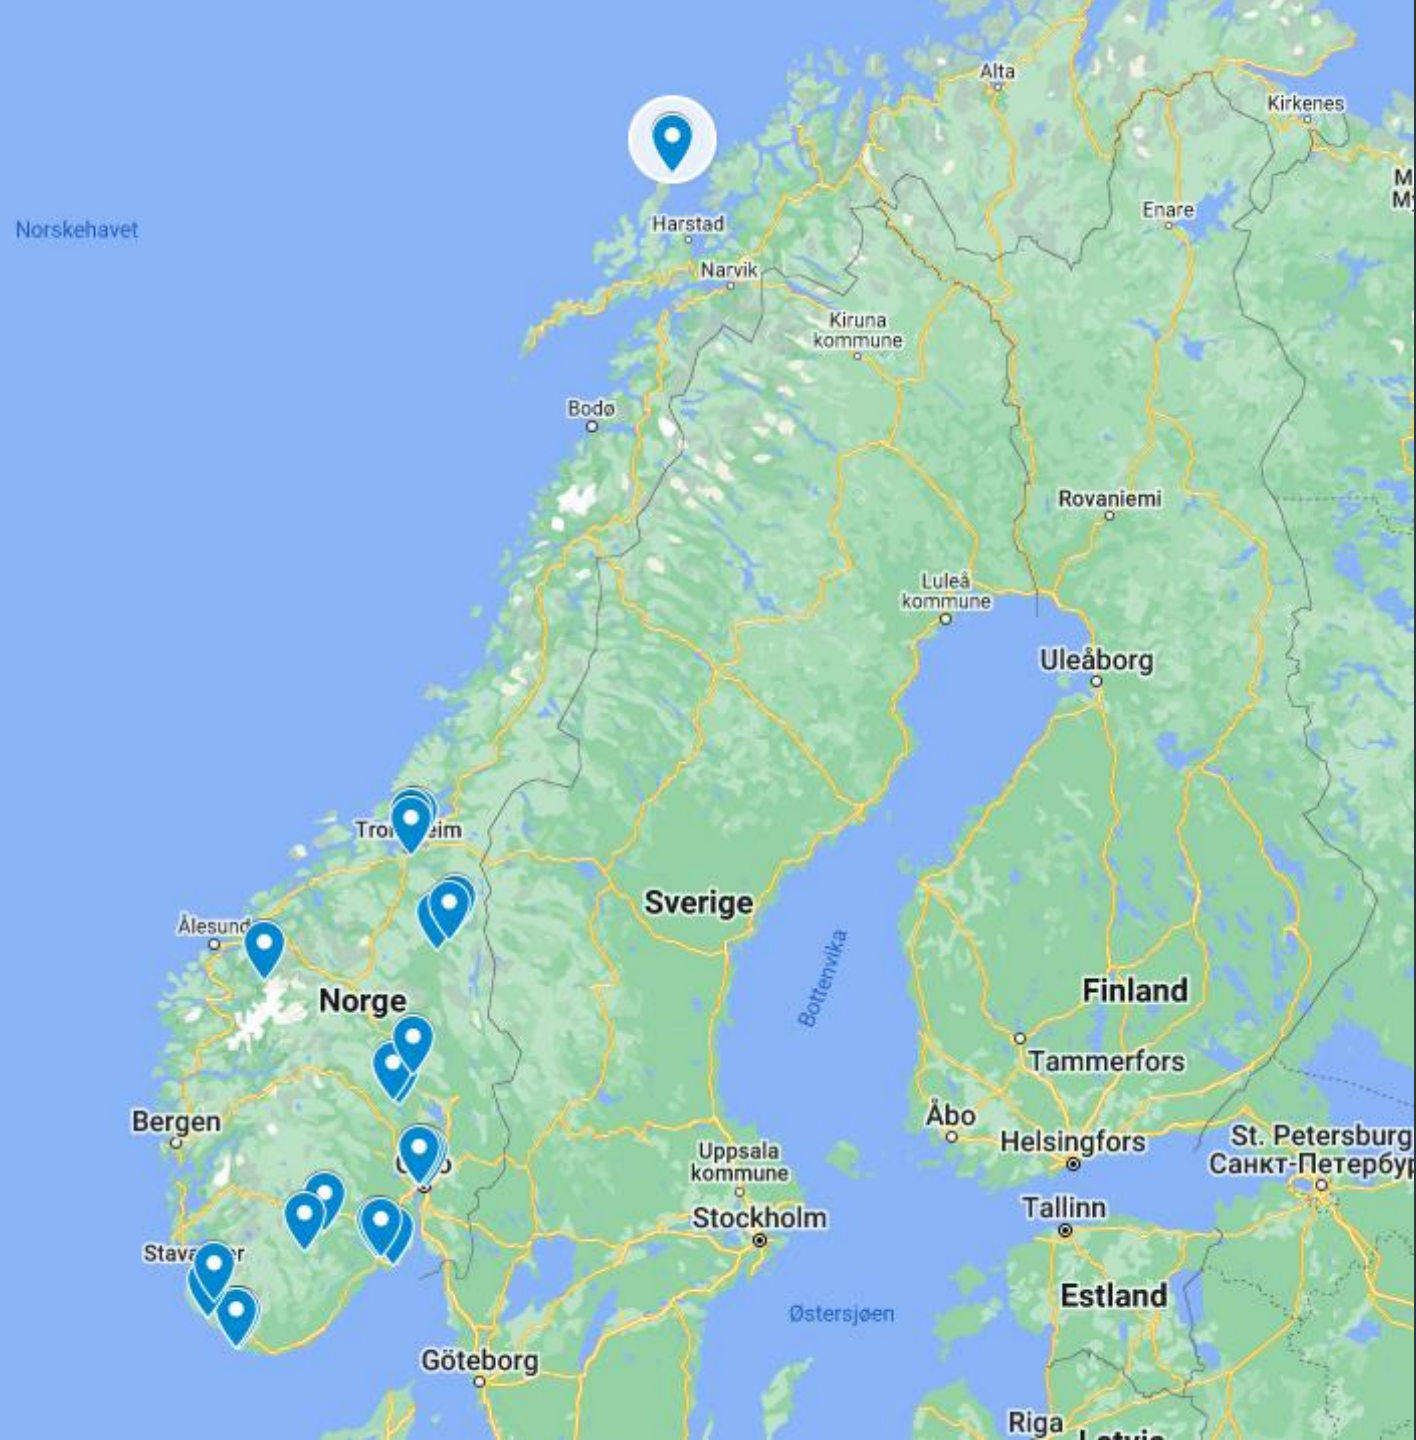 Alta
Kirkenes
Norskehavet
Harstad
Enare
Narvik
Kiruna
kommune
Bodø
Rovaniemi
Luleå
kommune
Uleåborg
Sverige
Ålesund
Bottenvika
Norge
Finland
Tammerfors
Bergen
Åbo
Helsingfors
St. Petersburg
Uppsala
kommune
Stockholm
Tallinn
Estland
Østersjøen
Göteborg
Riga